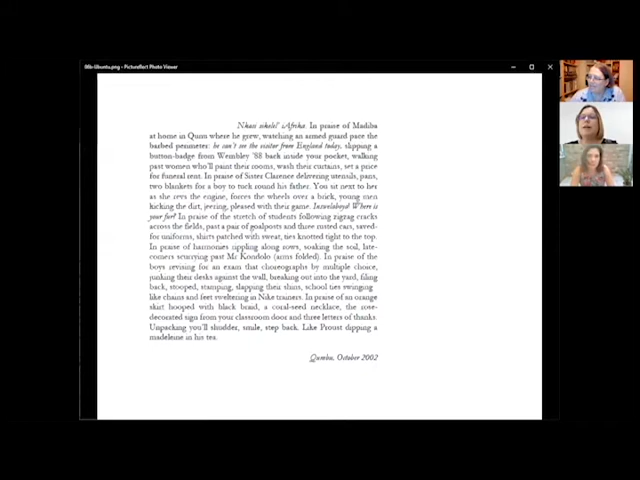 06b-Ubuntu.png - PicturePerfect Photo Viewer
Nkosi sikelel' iAfrika. In praise of Madiba
at home in Qunu where he grew, watching an armed guard pace the
barbed perimeter: he can't see the visitor from England today, slipping a
button-badge from Wembley '88 back inside your pocket, walking
past women who'll paint their rooms, wash their curtains, set a price
for funeral rent. In praise of Sister Clarence delivering utensils, pans,
two blankets for a boy to tuck round his father. You sit next to her
as she revs the engine, forces the wheels over a brick, young men
kicking the dirt, jeering, pleased with their game. Where is
your fur? In praise of the stretch of students following zigzag cracks
across the fields, past a pair of goalposts and three rusted cars, saved-
for uniforms, shirts patched with sweat, ties knotted tight to the top.
In praise of harmonies rippling along rows, soaking the soil, late-
comers scurrying past Mr Kondolo (arms folded). In praise of the
boys revising for an exam that choreographs by multiple choice,
junking their desks against the wall, breaking out into the yard, filing
back, stooped, stamping, slapping their shins, school ties swinging
like chains and feet sweltering in Nike trainers. In praise of an orange
skirt hooped with black braid, a coral-seed necklace, the rose-
decorated sign from your classroom door and three letters of thanks.
Unpacking you'll shudder, smile, step back. Like Proust dipping a
madeleine in his tea.
Qumbu, October 2002